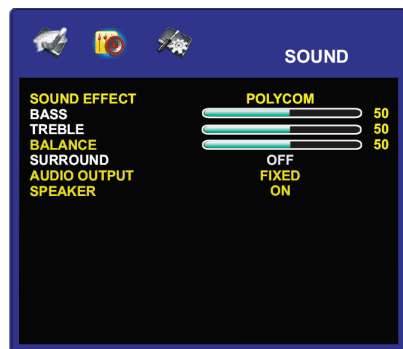 SOUND
SOUND EFFECT POLYCOM
BASS 50
TREBLE 50
BALANCE 50
SURROUND OFF
AUDIO OUTPUT FIXED
SPEAKER ON